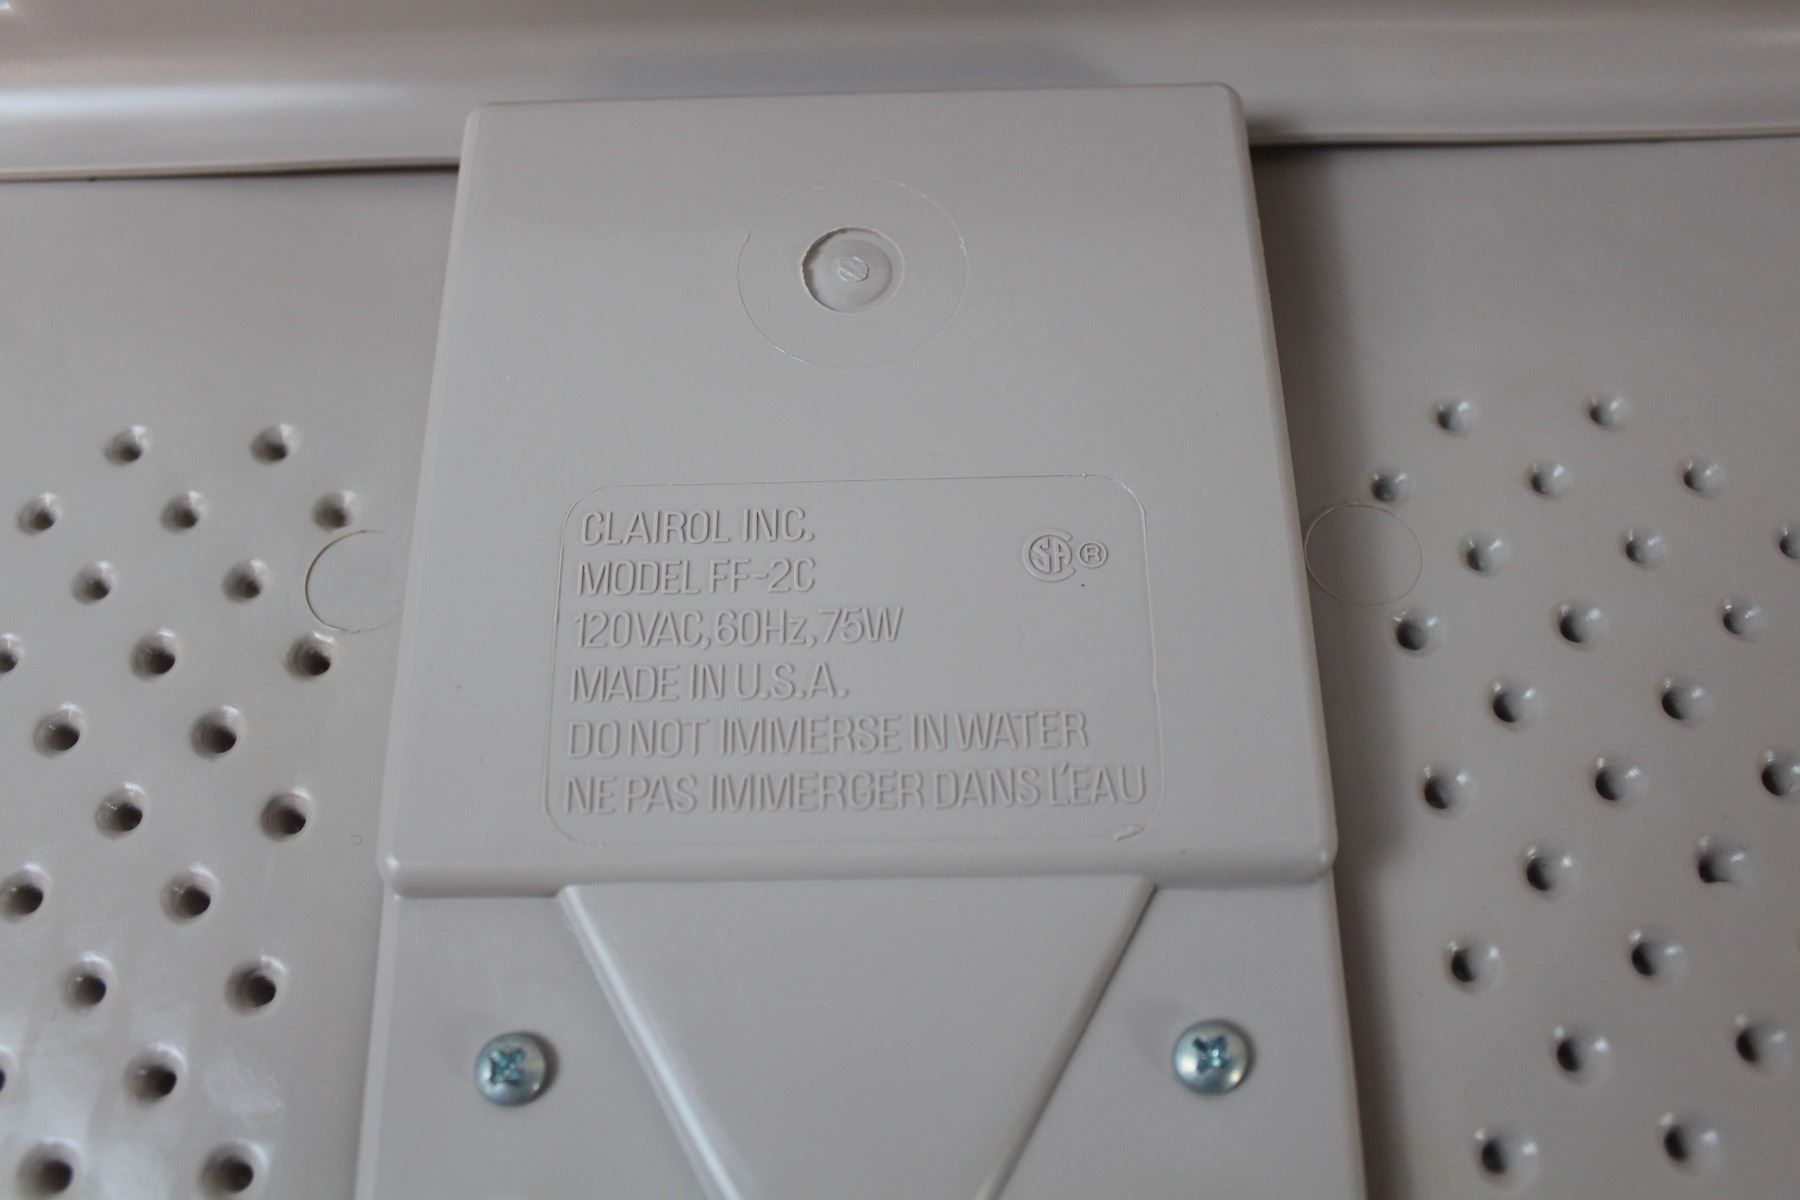 CLAIROL INC.
MODEL FF-2C
120VAC, 60Hz, 75W
MADE IN U.S.A.
DO NOT IMMERSE IN WATER
NE PAS IMMERGER DANS L'EAU
SA ®